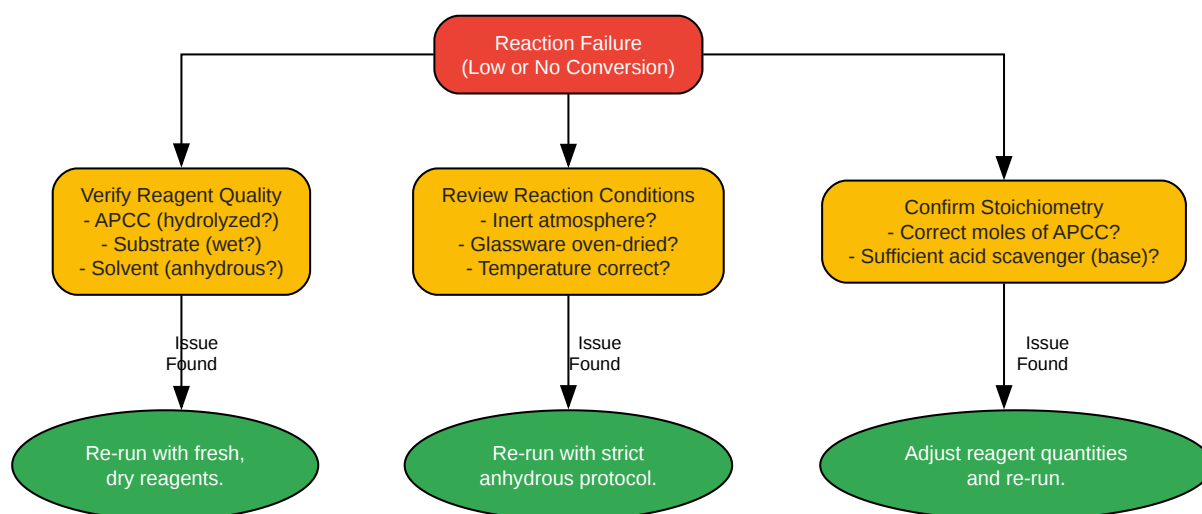 Reaction Failure
(Low or No Conversion)
Verify Reagent Quality
- APCC (hydrolyzed?)
- Substrate (wet?)
- Solvent (anhydrous?)
Review Reaction Conditions
- Inert atmosphere?
- Glassware oven-dried?
- Temperature correct?
Confirm Stoichiometry
- Correct moles of APCC?
- Sufficient acid scavenger (base)?
Issue
Found
Issue
Found
Issue
Found
Re-run with fresh,
dry reagents.
Re-run with strict
anhydrous protocol.
Adjust reagent quantities
and re-run.